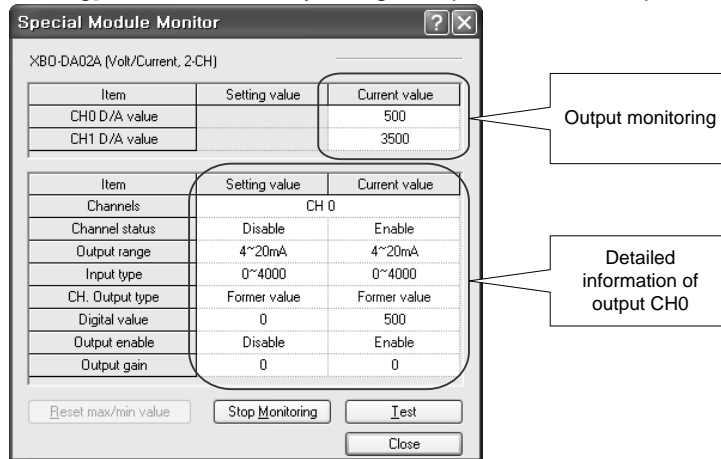 Special Module Monitor
XBO-DA02A (Volt/Current, 2-CH)
Item Setting value Current value
CH0 D/A value 500
CH1 D/A value 3500
Item Setting value Current value
Channels CH 0
Channel status Disable Enable
Output range 4~20mA 4~20mA
Input type 0~4000 0~4000
CH. Output type Former value Former value
Digital value 0 500
Output enable Disable Enable
Output gain 0 0
Reset max/min value Stop Monitoring Test
Close
Output monitoring
Detailed
information of
output CH0